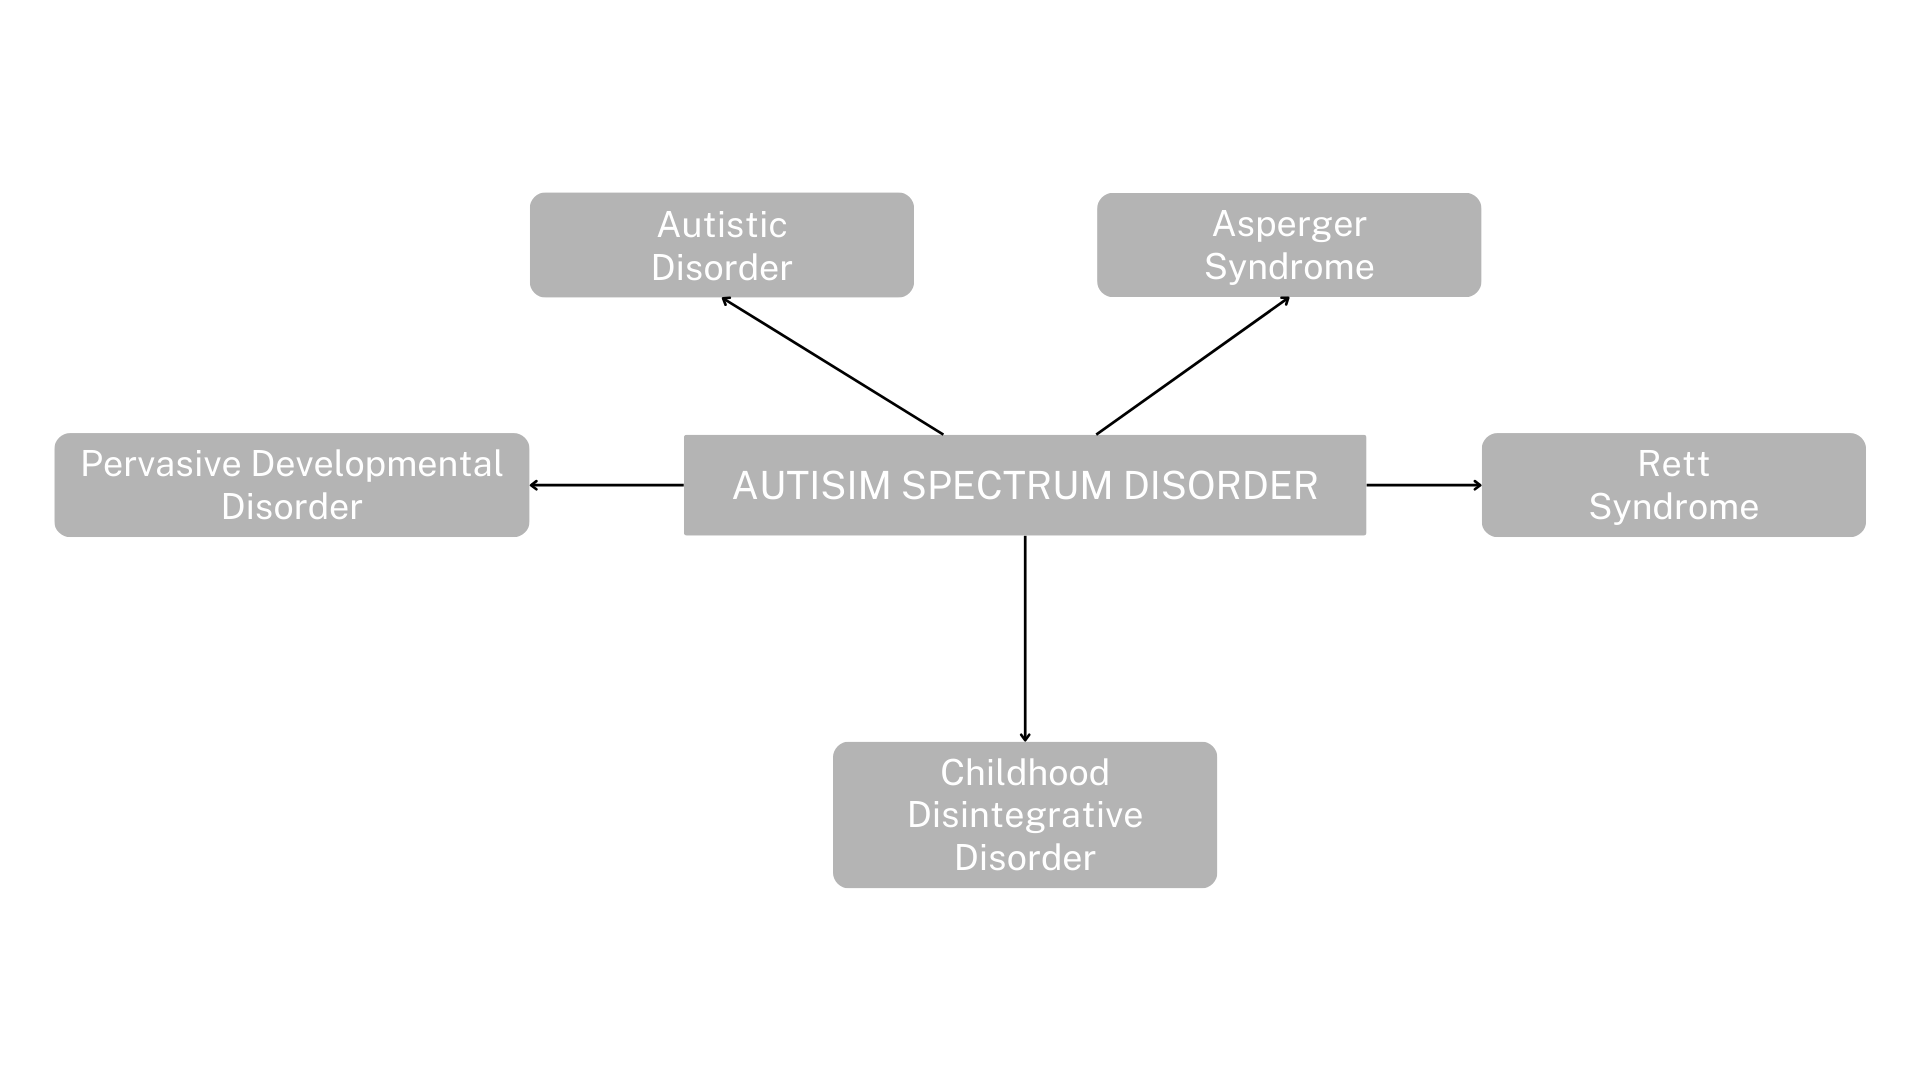 Autistic
Disorder
Asperger
Syndrome
Pervasive Developmental
Disorder
AUTISIM SPECTRUM DISORDER
Rett
Syndrome
Childhood
Disintegrative
Disorder